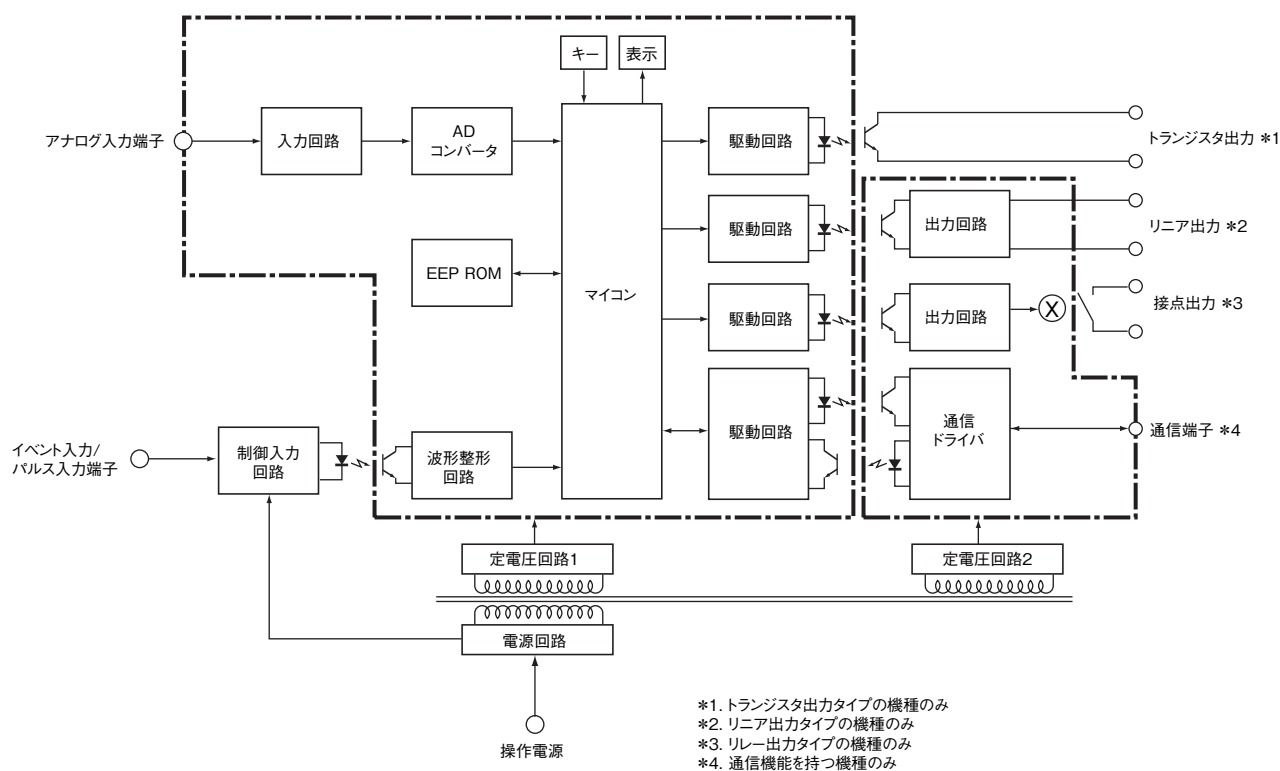 キー
表示
アナログ入力端子
入力回路
AD
コンバータ
駆動回路
トランジスタ出力 *1
駆動回路
出力回路
リニア出力 *2
EEP ROM
マイコン
駆動回路
出力回路
X
接点出力 *3
イベント入力/
パルス入力端子
制御入力
回路
波形整形
回路
駆動回路
通信
ドライバ
通信端子 *4
定電圧回路1
定電圧回路2
電源回路
操作電源
*1. トランジスタ出力タイプの機種のみ
*2. リニア出力タイプの機種のみ
*3. リレー出力タイプの機種のみ
*4. 通信機能を持つ機種のみ